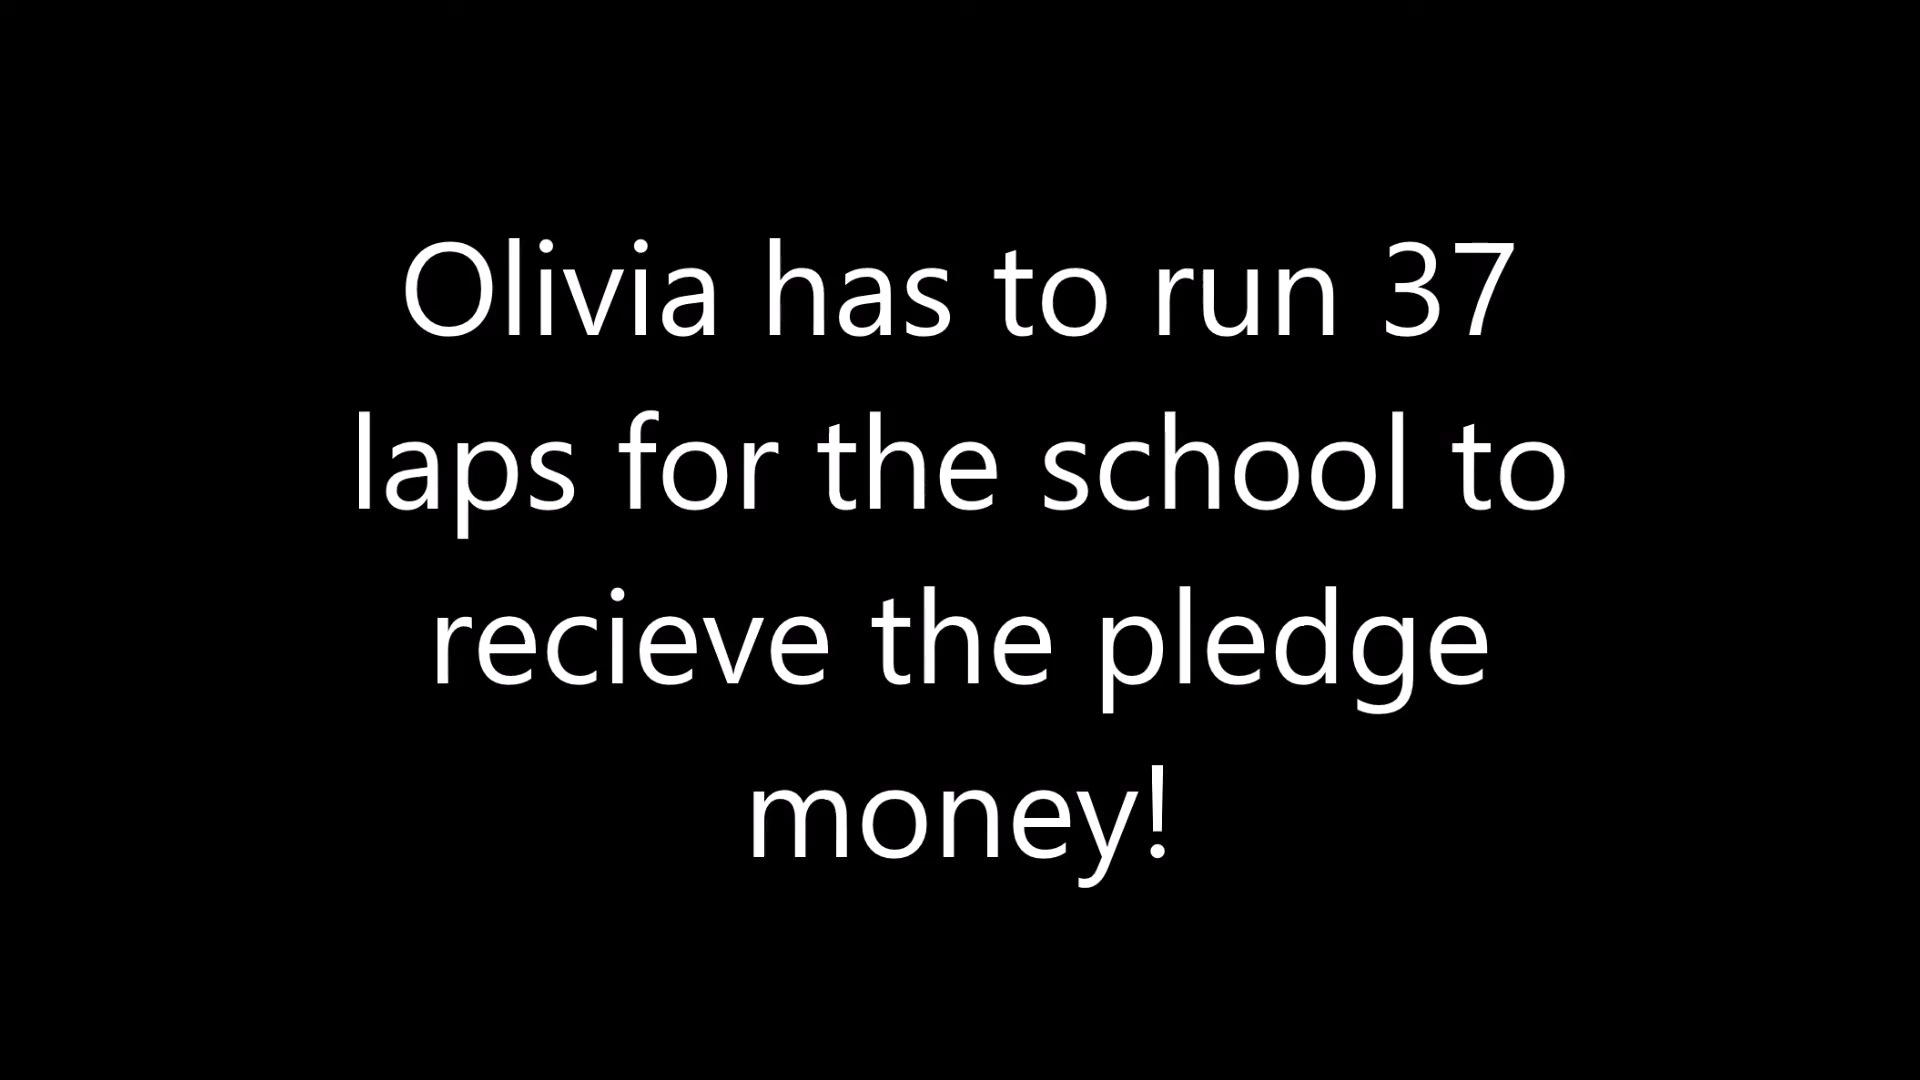 Olivia has to run 37
laps for the school to
recieve the pledge
money!